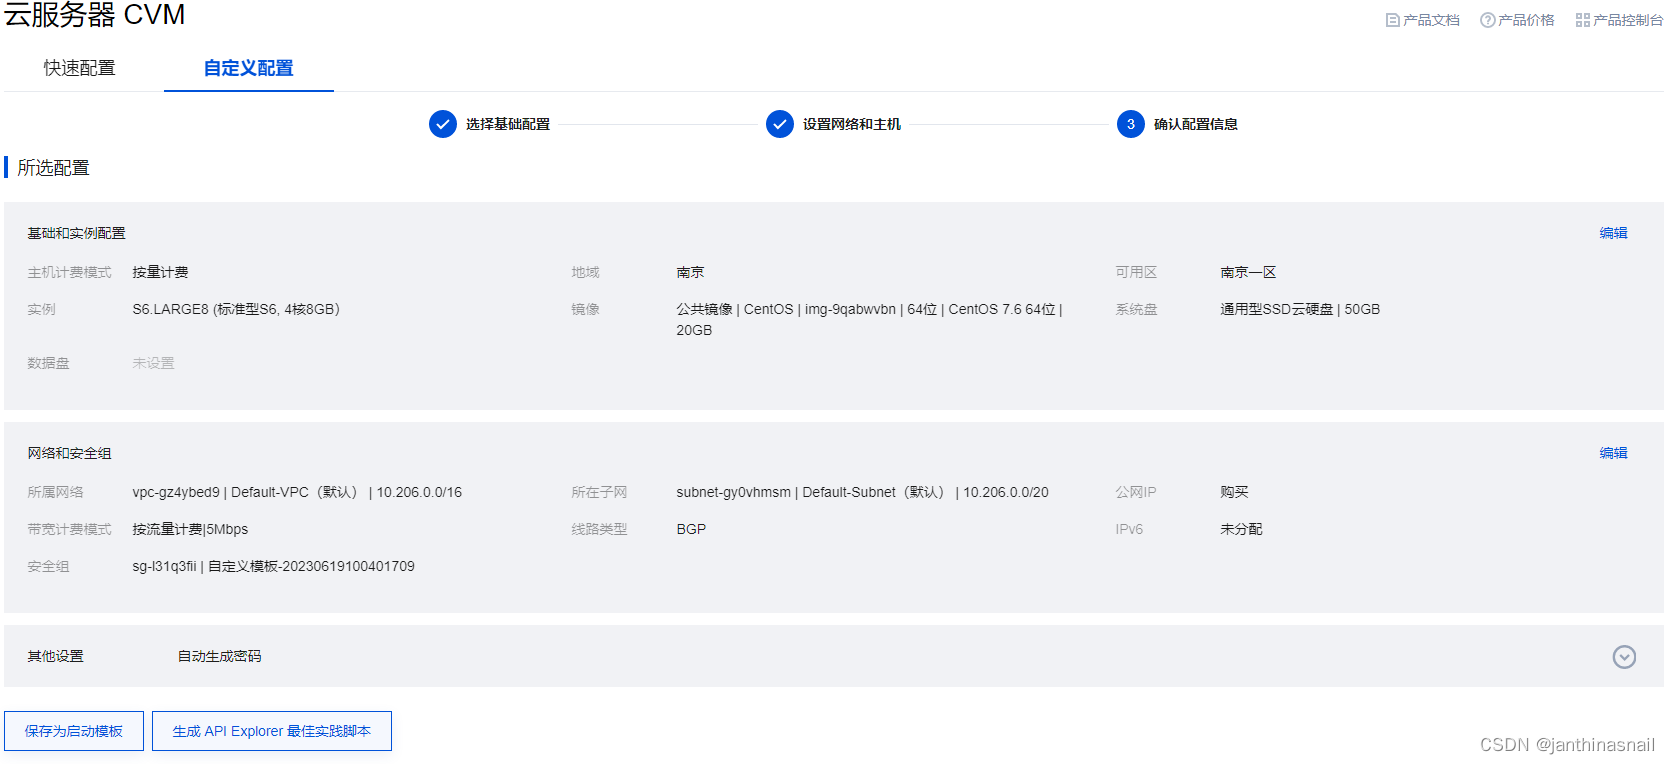 云服务器 CVM
产品文档 产品价格 产品控制台
快速配置 自定义配置
选择基础配置 设置网络和主机 3 确认配置信息
所选配置
基础和实例配置 编辑
主机计费模式 按量计费 地域 南京 可用区 南京一区
实例 S6.LARGE8 (标准型S6, 4核8GB) 镜像 公共镜像 | CentOS | img-9qabwvbn | 64位 | CentOS 7.6 64位 | 系统盘 通用型SSD云硬盘 | 50GB
20GB
数据盘 未设置
网络和安全组 编辑
所属网络 vpc-gz4ybed9 | Default-VPC（默认） | 10.206.0.0/16 所在子网 subnet-gy0vhmsm | Default-Subnet（默认） | 10.206.0.0/20 公网IP 购买
带宽计费模式 按流量计费|5Mbps 线路类型 BGP IPv6 未分配
安全组 sg-l31q3fii | 自定义模板-20230619100401709
其他设置 自动生成密码
保存为启动模板 生成 API Explorer 最佳实践脚本
CSDN @janthinasnail